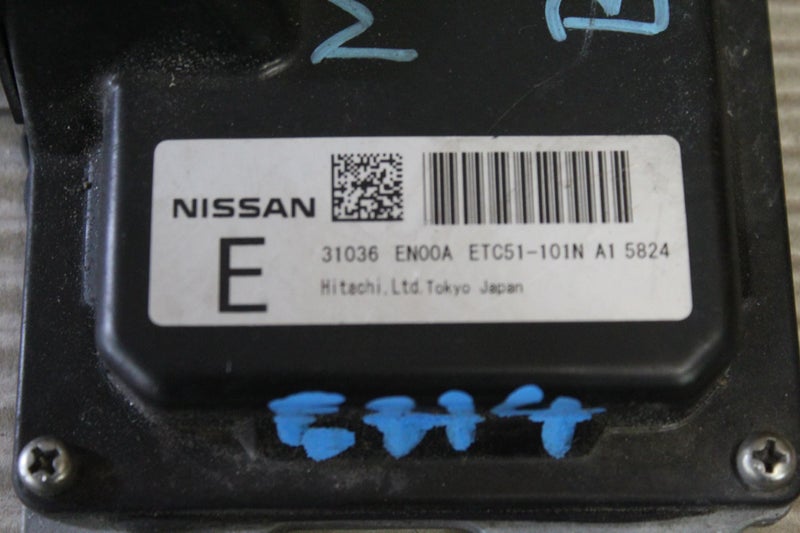 NISSAN
E
31036 EN00A ETC51-101N A1 5824
Hitachi,Ltd.Tokyo Japan